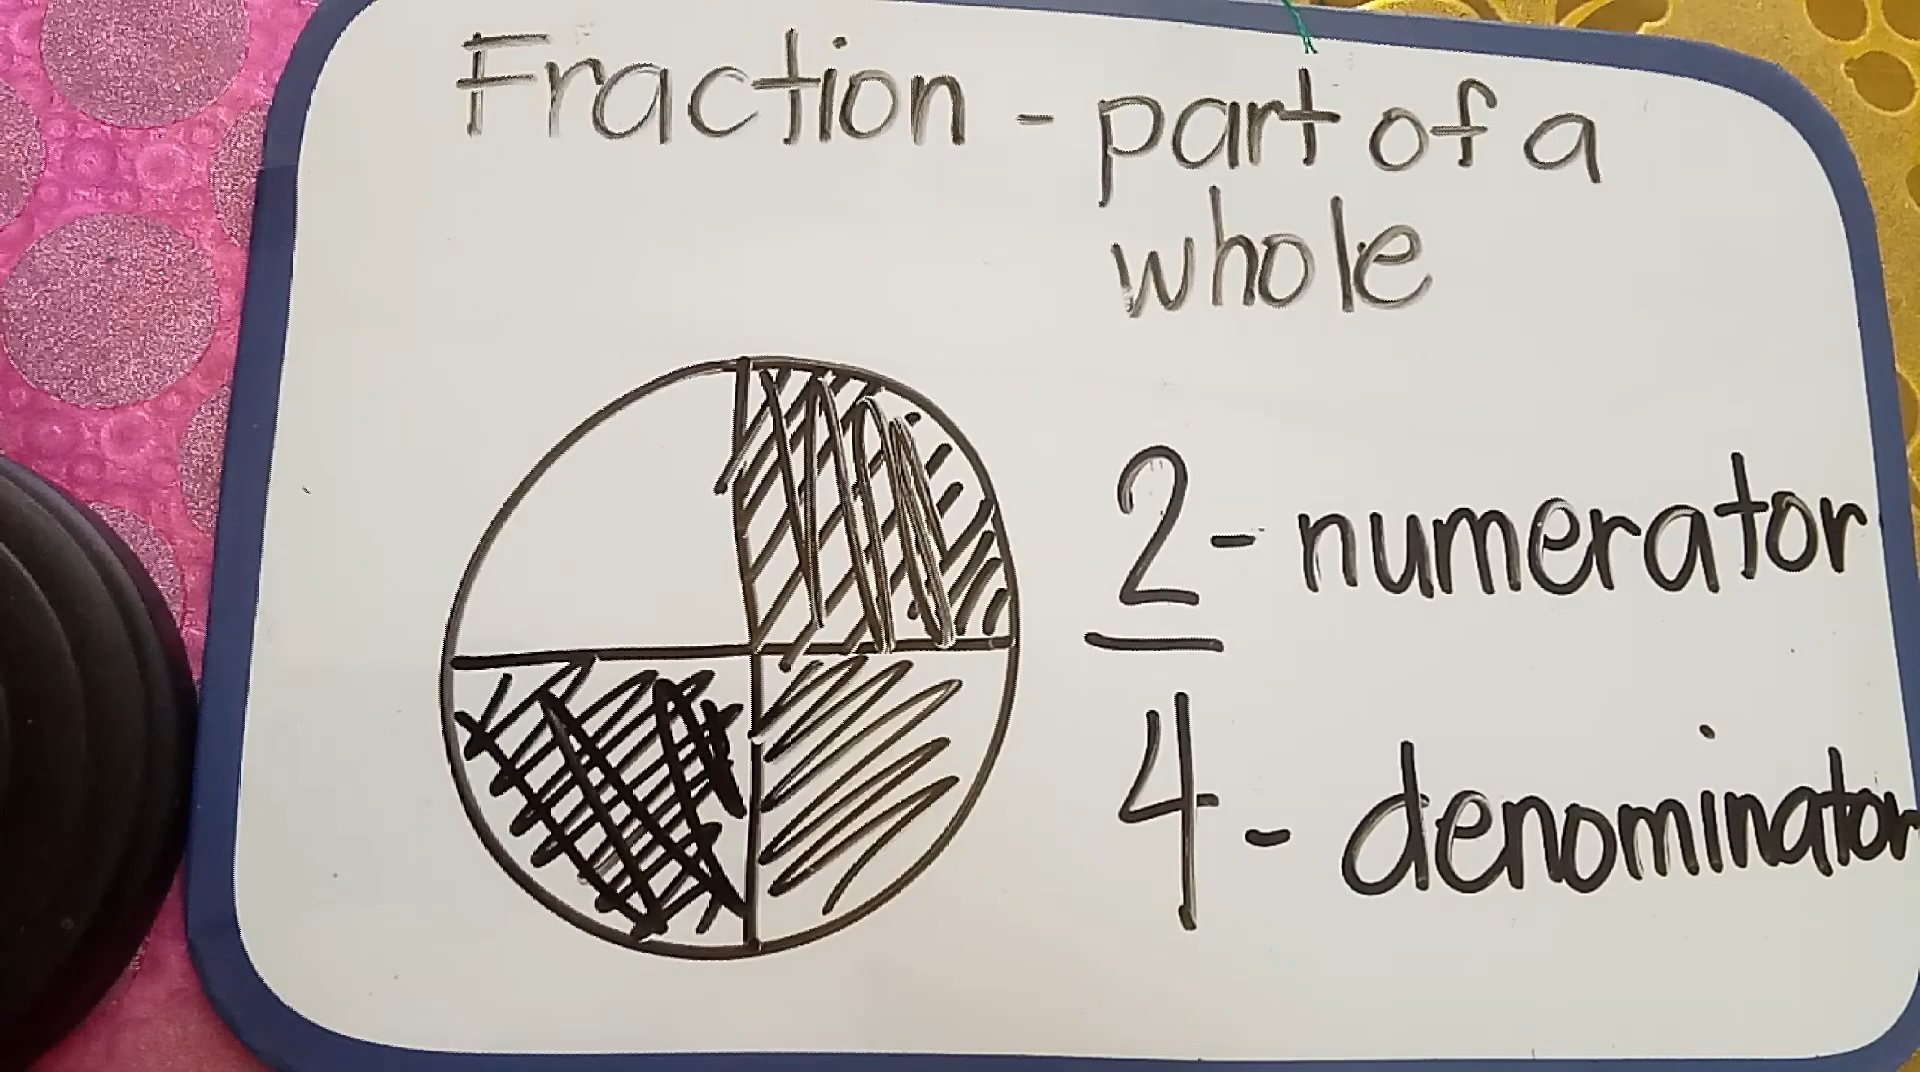 Fraction - part of a
whole
2 - numerator
4 - denominator